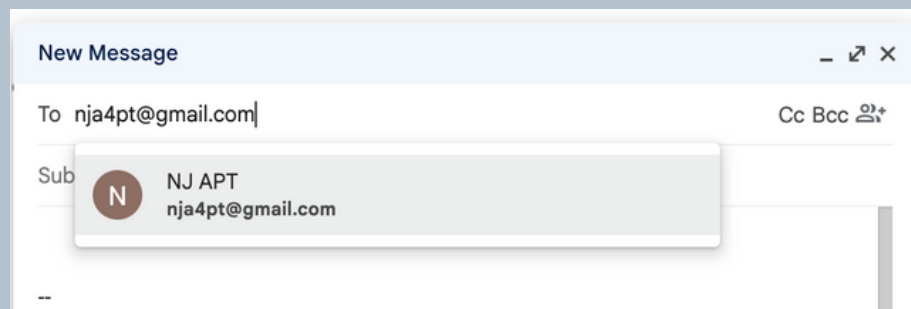 New Message
To nja4pt@gmail.com Cc Bcc
Sub
N
NJ APT
nja4pt@gmail.com
--